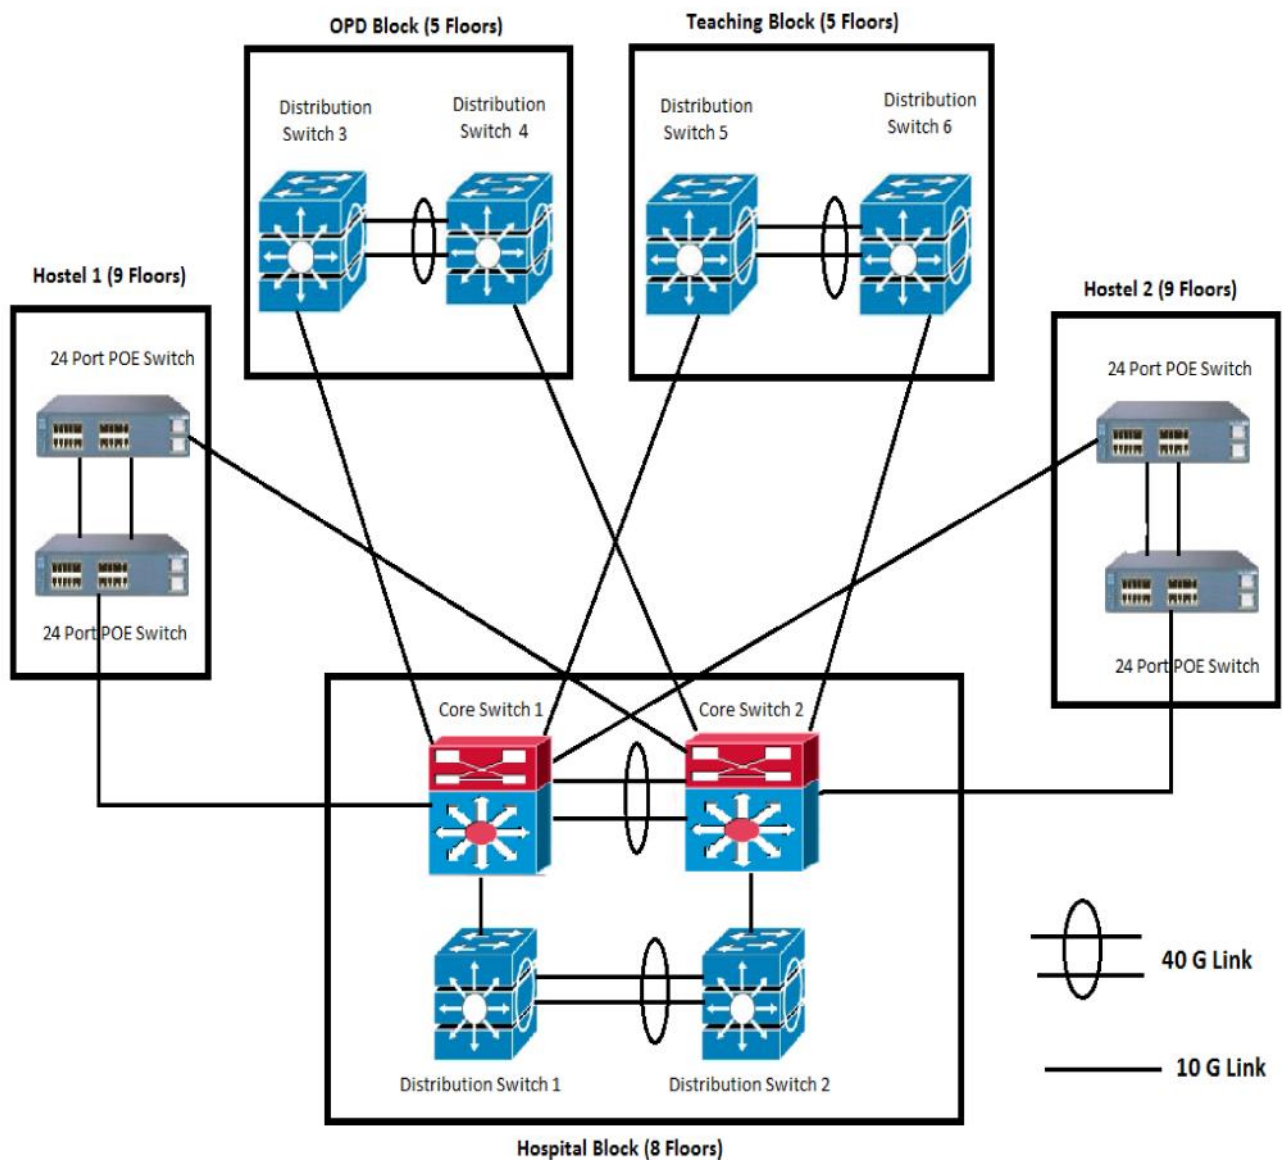 OPD Block (5 Floors)
Teaching Block (5 Floors)
Distribution
Switch 3
Distribution
Switch 4
Distribution
Switch 5
Distribution
Switch 6
Hostel 1 (9 Floors)
24 Port POE Switch
24 Port POE Switch
Hostel 2 (9 Floors)
24 Port POE Switch
24 Port POE Switch
Core Switch 1
Core Switch 2
Distribution Switch 1
Distribution Switch 2
Hospital Block (8 Floors)
40 G Link
10 G Link